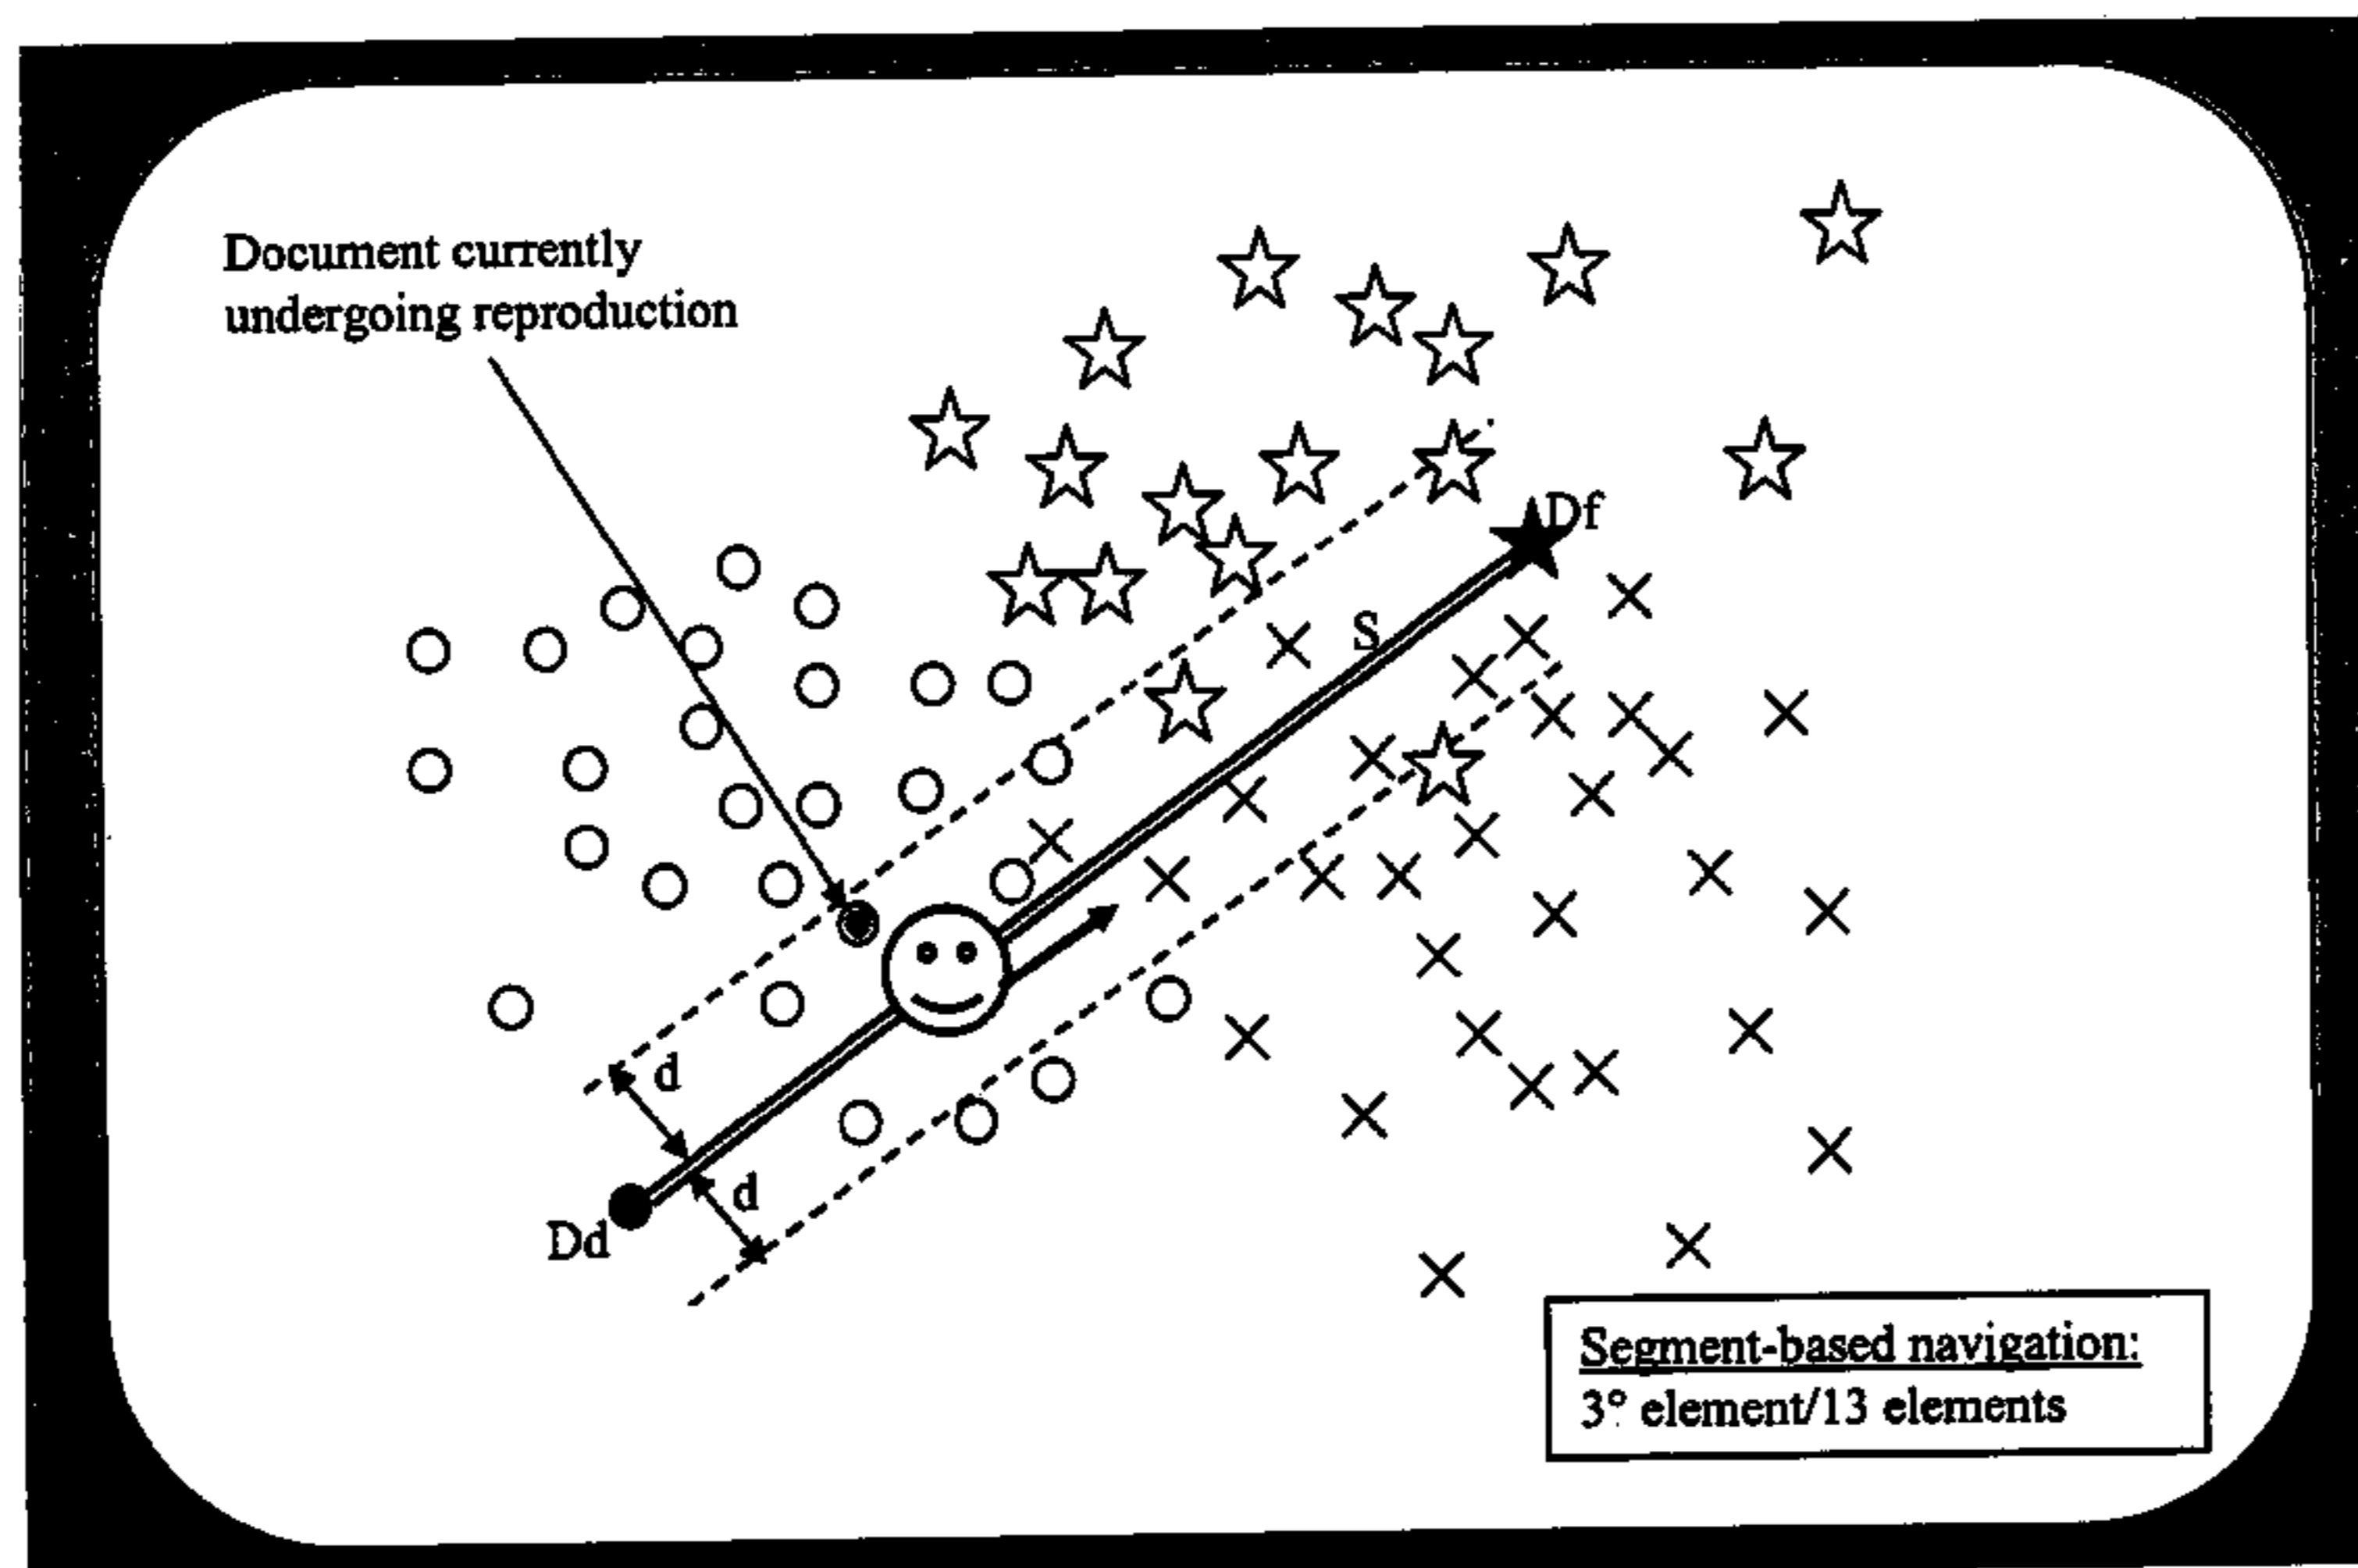 Document currently
undergoing reproduction
Df
S
d
d
Dd
Segment-based navigation:
3° element/13 elements